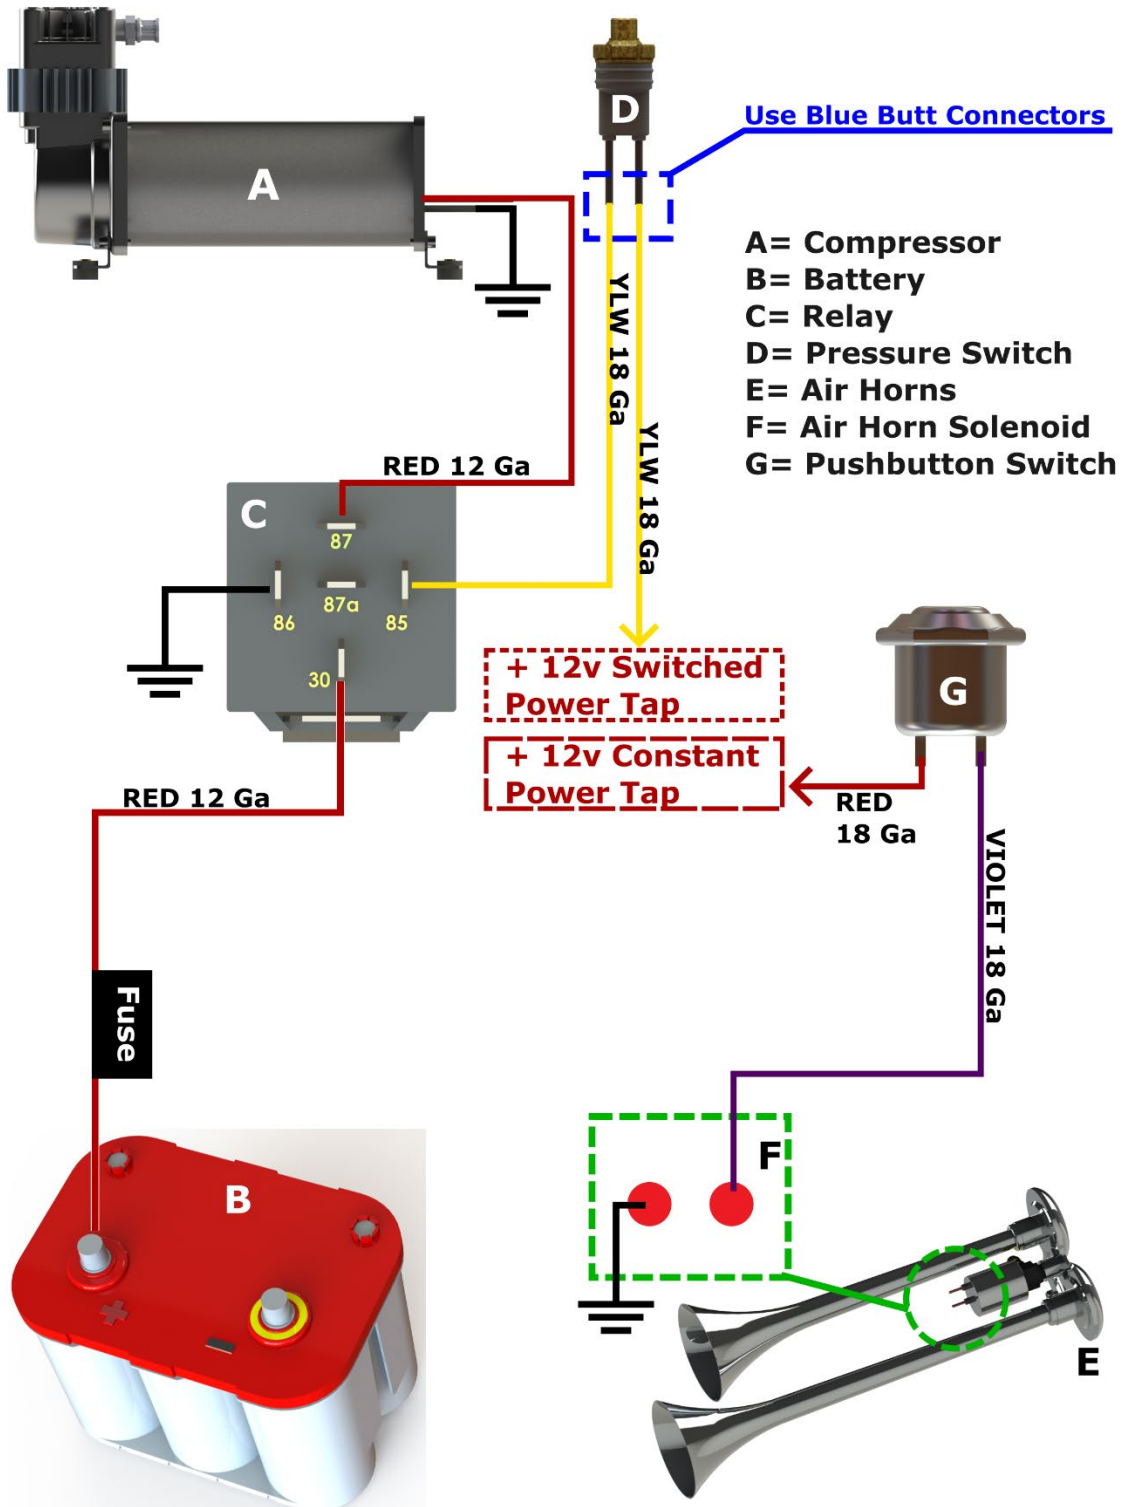 A
D
Use Blue Butt Connectors
A= Compressor
B= Battery
C= Relay
D= Pressure Switch
E= Air Horns
F= Air Horn Solenoid
G= Pushbutton Switch
YLW 18 Ga
YLW 18 Ga
RED 12 Ga
C
87
87a
86
85
30
+ 12v Switched
Power Tap
+ 12v Constant
Power Tap
G
RED
18 Ga
RED 12 Ga
VIOLET 18 Ga
Fuse
F
B
E